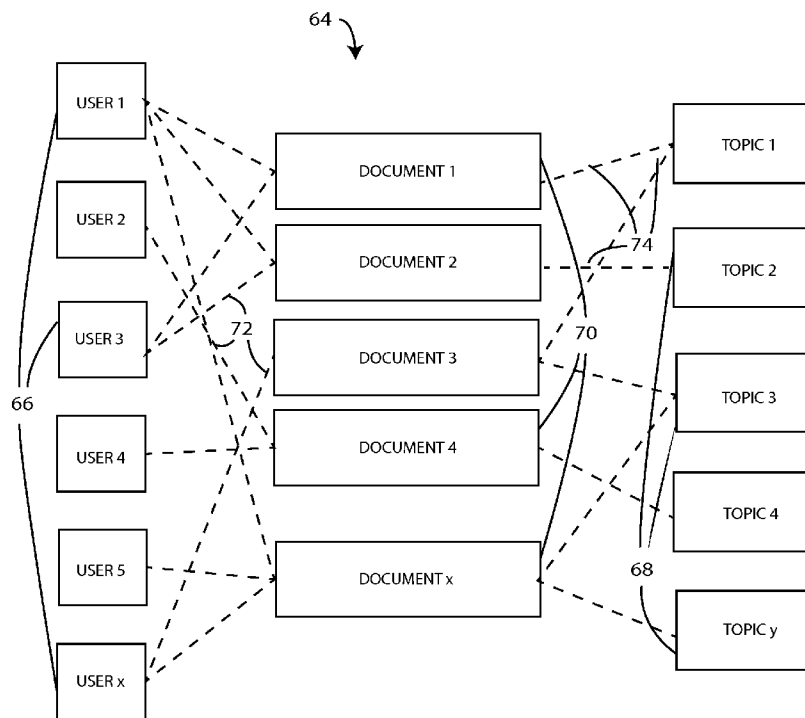 64
USER 1
DOCUMENT 1
TOPIC 1
USER 2
DOCUMENT 2
74
TOPIC 2
USER 3
72
DOCUMENT 3
70
TOPIC 3
66
USER 4
DOCUMENT 4
TOPIC 4
USER 5
DOCUMENT x
68
TOPIC y
USER x